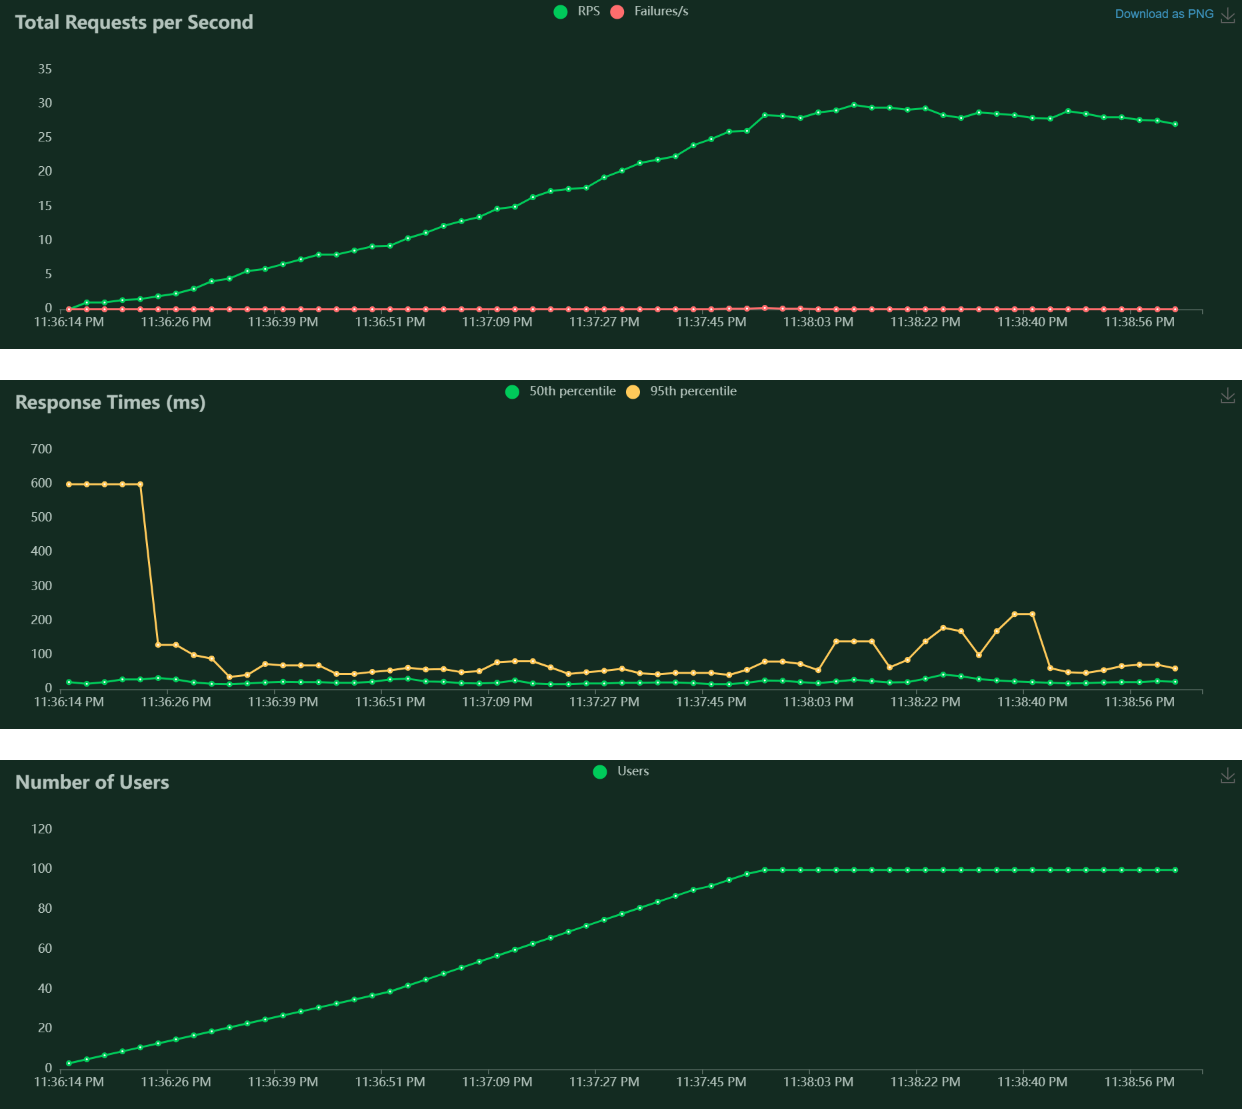 Total Requests per Second
RPS Failures/s
Download as PNG
35
30
25
20
15
10
5
0
11:36:14 PM 11:36:26 PM 11:36:39 PM 11:36:51 PM 11:37:09 PM 11:37:27 PM 11:37:45 PM 11:38:03 PM 11:38:22 PM 11:38:40 PM 11:38:56 PM
Response Times (ms)
50th percentile 95th percentile
700
600
500
400
300
200
100
0
11:36:14 PM 11:36:26 PM 11:36:39 PM 11:36:51 PM 11:37:09 PM 11:37:27 PM 11:37:45 PM 11:38:03 PM 11:38:22 PM 11:38:40 PM 11:38:56 PM
Number of Users
Users
120
100
80
60
40
20
0
11:36:14 PM 11:36:26 PM 11:36:39 PM 11:36:51 PM 11:37:09 PM 11:37:27 PM 11:37:45 PM 11:38:03 PM 11:38:22 PM 11:38:40 PM 11:38:56 PM